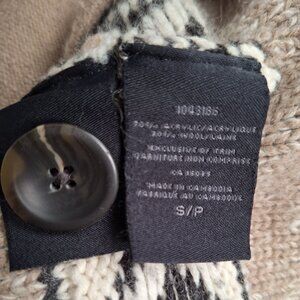 70% ACRYLIC/ACRYLIQUE
30% WOOL/LAINE
EXCLUSIVE OF TRIM
GARNITURE NON COMPRISE
MADE IN CAMBODIA
FABRIQUE AU CAMBODGE
S/P